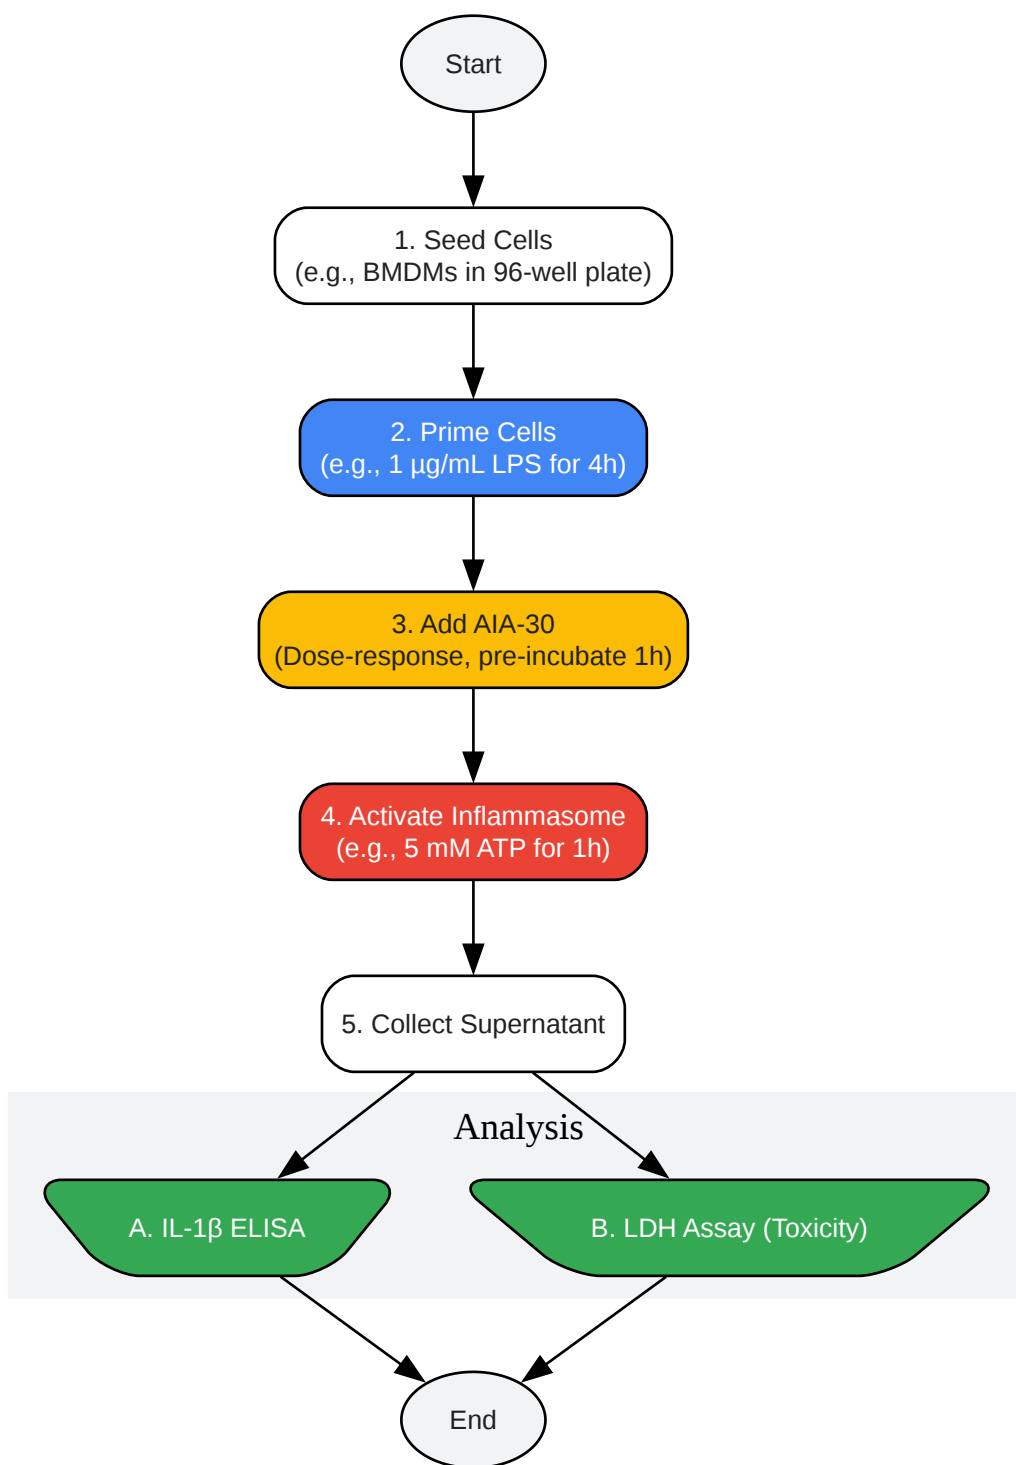 Start
1. Seed Cells
(e.g., BMDMs in 96-well plate)
2. Prime Cells
(e.g., 1 µg/mL LPS for 4h)
3. Add AIA-30
(Dose-response, pre-incubate 1h)
4. Activate Inflammasome
(e.g., 5 mM ATP for 1h)
5. Collect Supernatant
Analysis
A. IL-1β ELISA
B. LDH Assay (Toxicity)
End